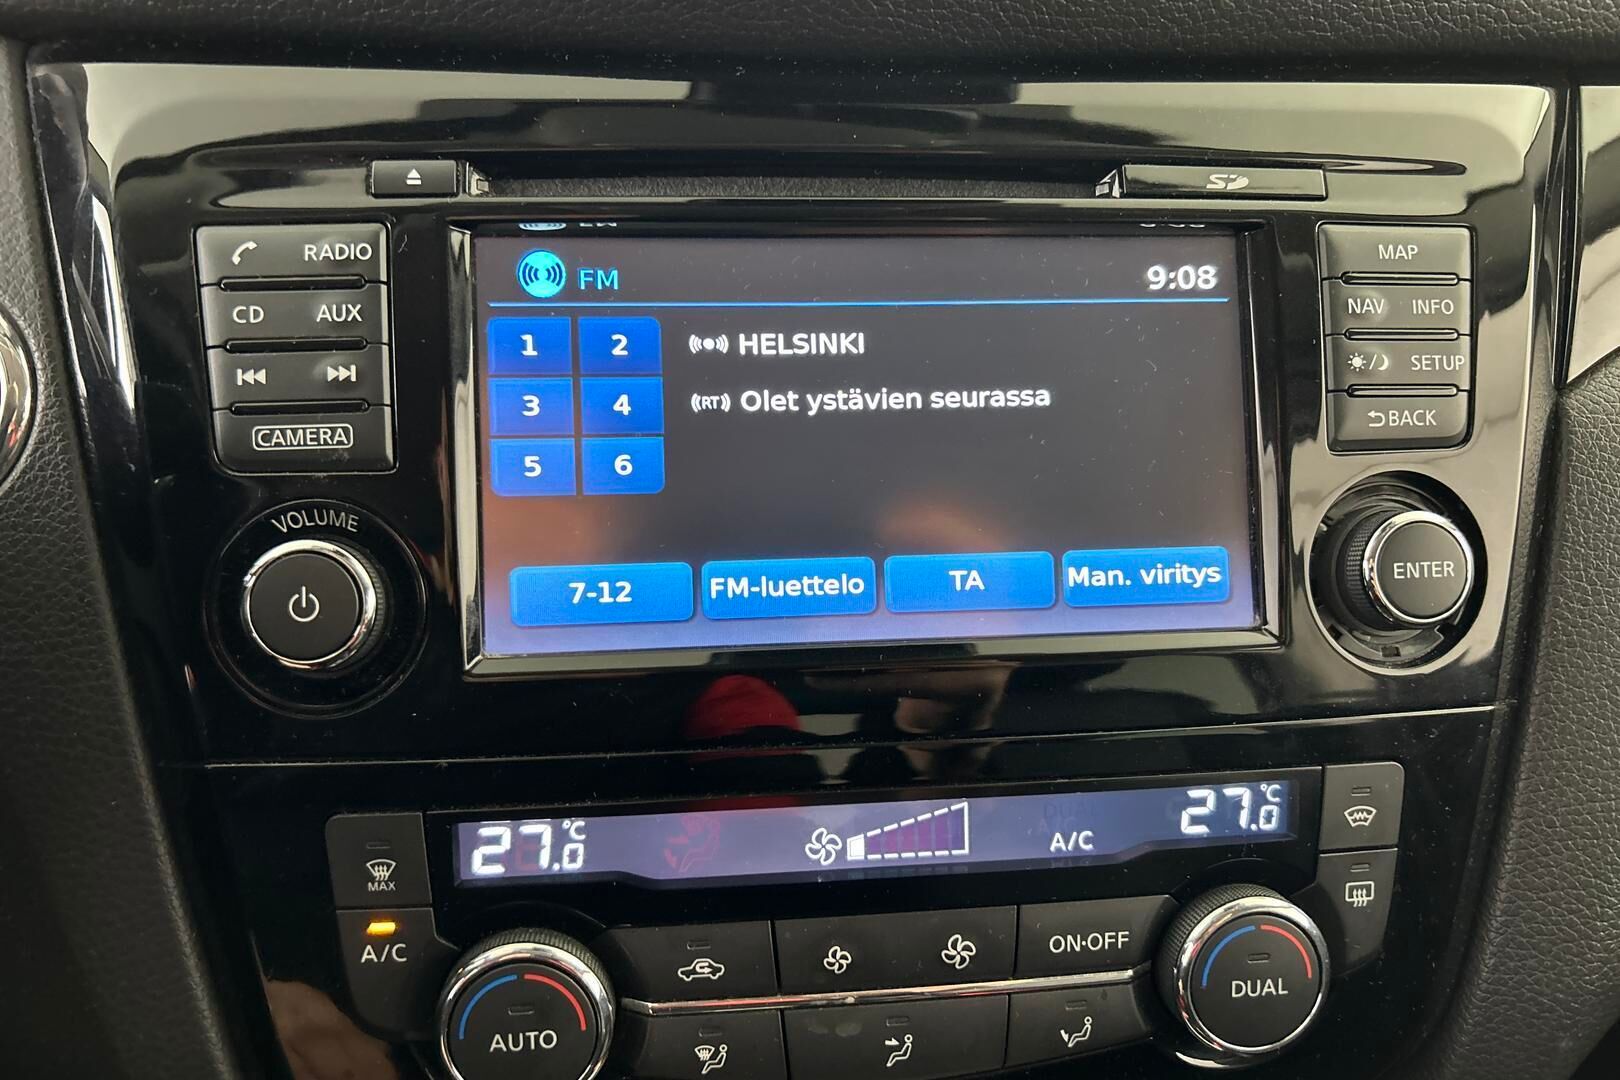 SD
RADIO
CD AUX
CAMERA
VOLUME
FM 9:08
1 2
3 4
5 6
HELSINKI
(RT) Olet ystävien seurassa
7-12 FM-luettelo TA Man. viritys
MAP
NAV INFO
SETUP
BACK
ENTER
27.0 °C
A/C
27.0 °C
MAX
A/C
AUTO
ON·OFF
DUAL